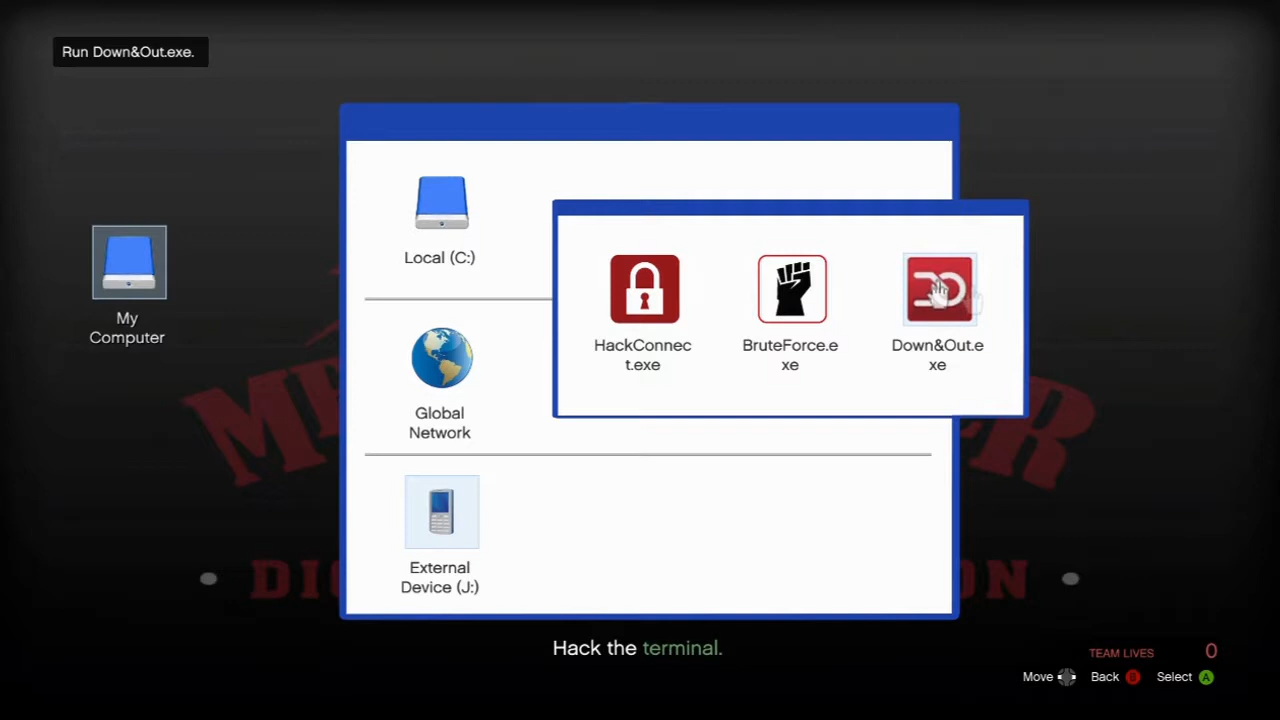 Run Down&Out.exe.
Local (C:)
My
Computer
HackConnec
t.exe
BruteForce.e
xe
Down&Out.e
xe
Global
Network
External
Device (J:)
Hack the terminal.
TEAM LIVES 0
Move Back B Select A